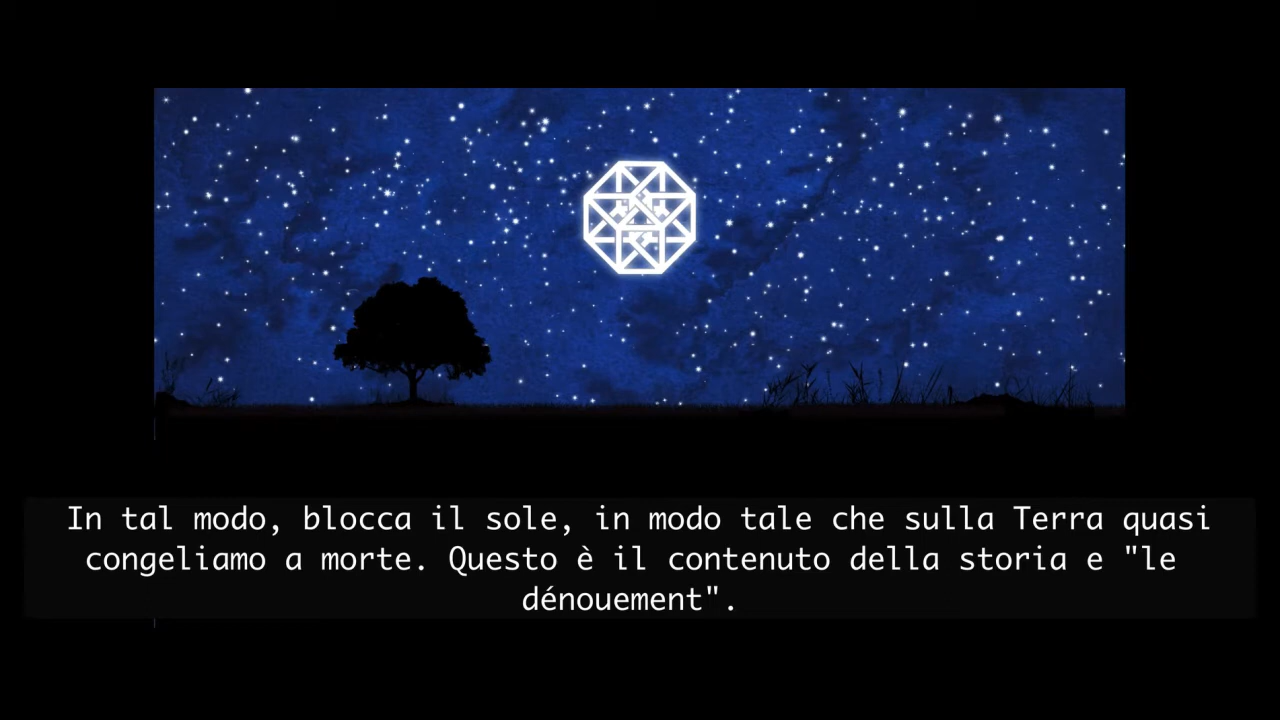 In tal modo, blocca il sole, in modo tale che sulla Terra quasi
congeliamo a morte. Questo è il contenuto della storia e "le
dénouement".